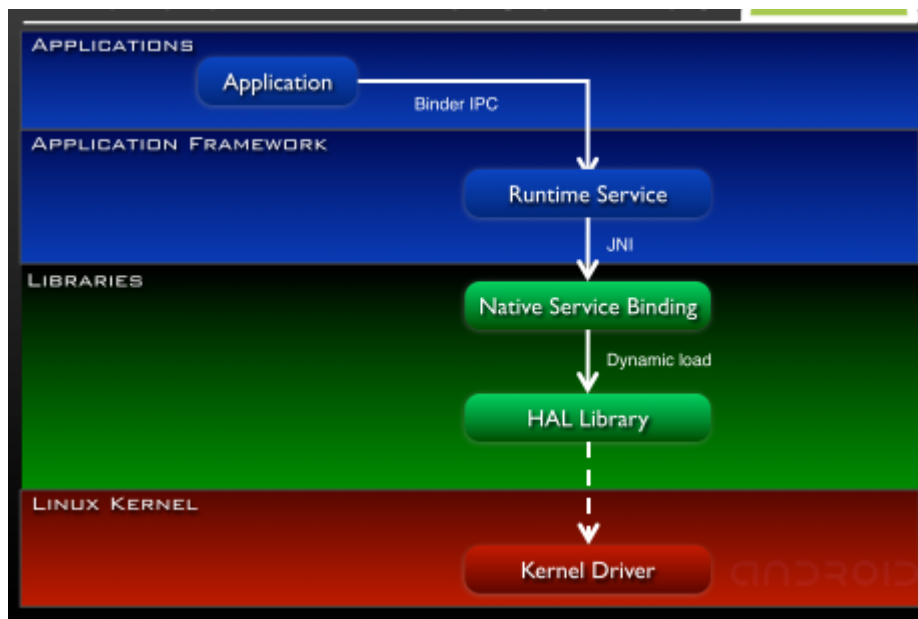 APPLICATIONS
Application
Binder IPC
APPLICATION FRAMEWORK
Runtime Service
JNI
LIBRARIES
Native Service Binding
Dynamic load
HAL Library
LINUX KERNEL
Kernel Driver
ANDROID